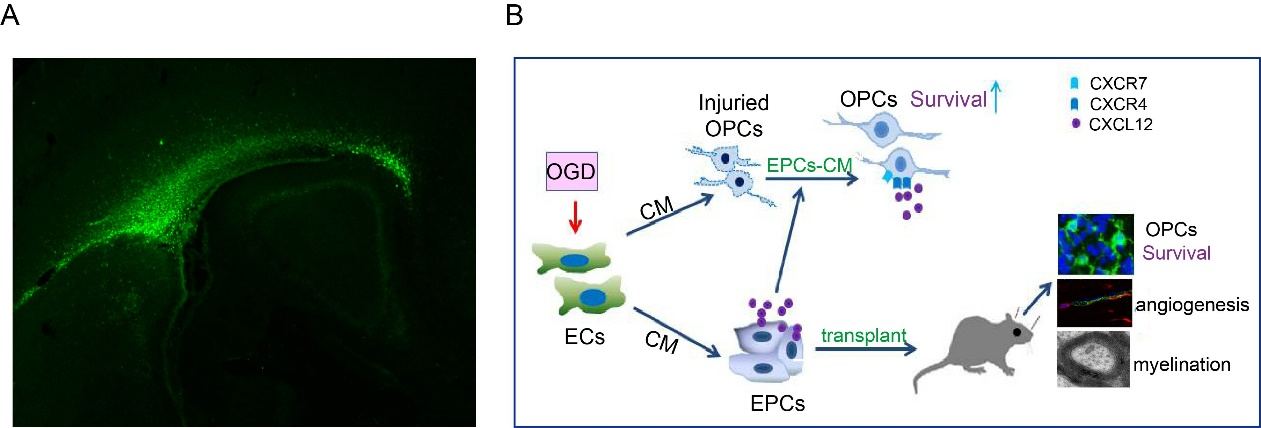 A
B
CXCR7
CXCR4
CXCL12
Injuried
OPCs
OPCs Survival
EPCs-CM
OGD
CM
ECs
CM
EPCs
transplant
OPCs
Survival
angiogenesis
myelination